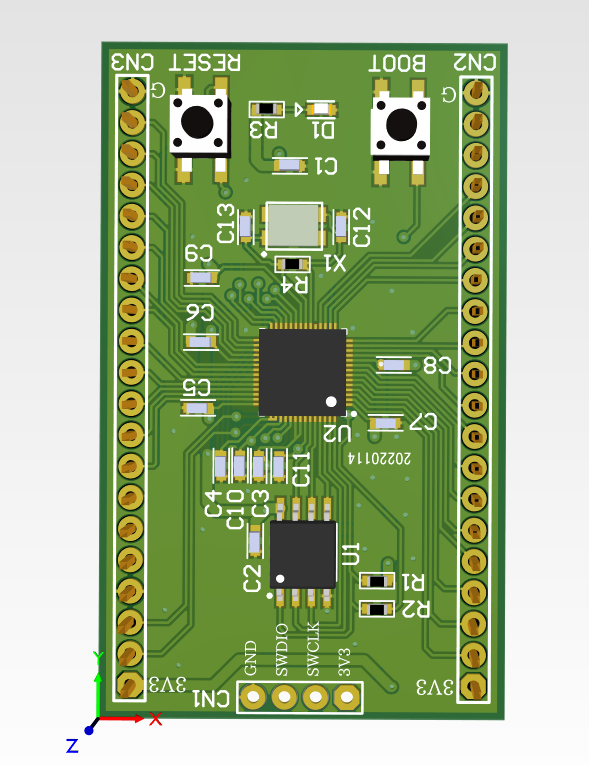 CN3 RESET BOOT CN2
G G
R3 D1
C1
C13 C12
X1
C9 R4
C6
C8
C5
C7
U2
20220114
C11
C4 C10 C3
U1
C2
R1
R2
GND SWDIO SWCLK 3V3
3V3 3V3
CN1
Y
X
Z